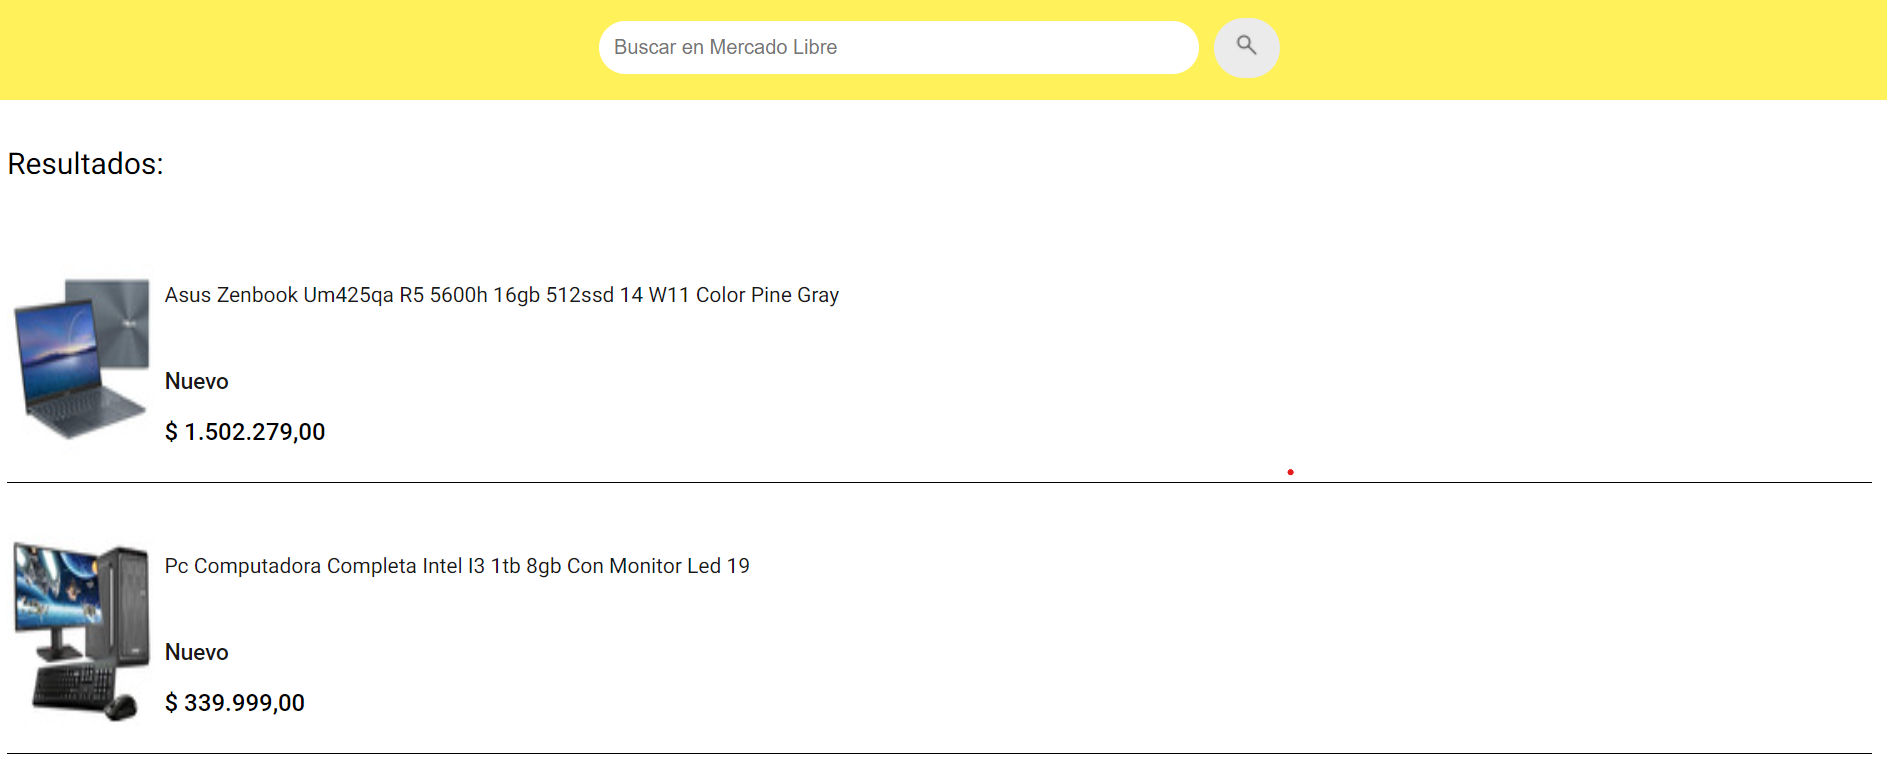 Buscar en Mercado Libre
Resultados:
Asus Zenbook Um425qa R5 5600h 16gb 512ssd 14 W11 Color Pine Gray
Nuevo
$ 1.502.279,00
Pc Computadora Completa Intel I3 1tb 8gb Con Monitor Led 19
Nuevo
$ 339.999,00